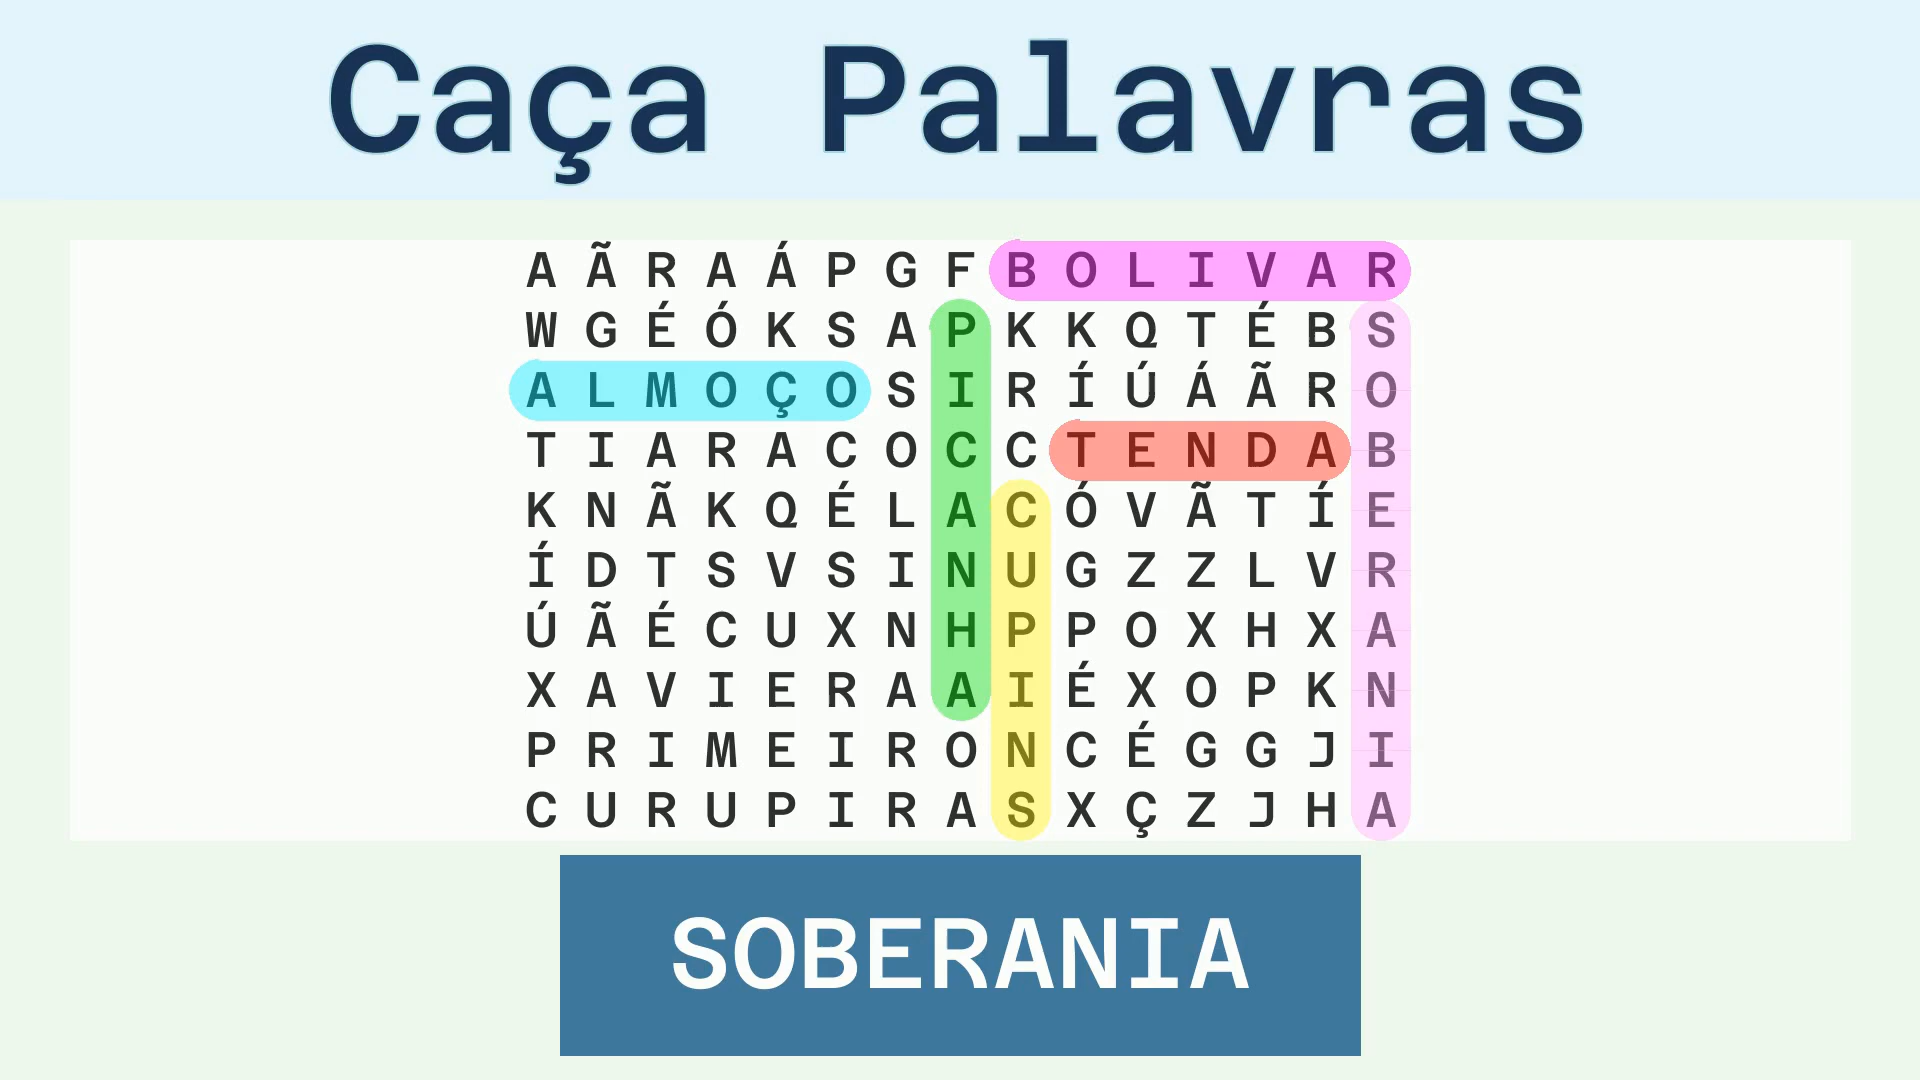 Caça Palavras
A Ã R A Á P G F B O L I V A R
W G É Ó K S A P K K Q T É B S
A L M O Ç O S I R Í Ú Á Ã R O
T I A R A C O C C T E N D A B
K N Ã K Q É L A C Ó V Ã T Í E
Í D T S V S I N U G Z Z L V R
Ú Ã É C U X N H P P O X H X A
X A V I E R A A I É X O P K N
P R I M E I R O N C É G G J I
C U R U P I R A S X Ç Z J H A
SOBERANIA